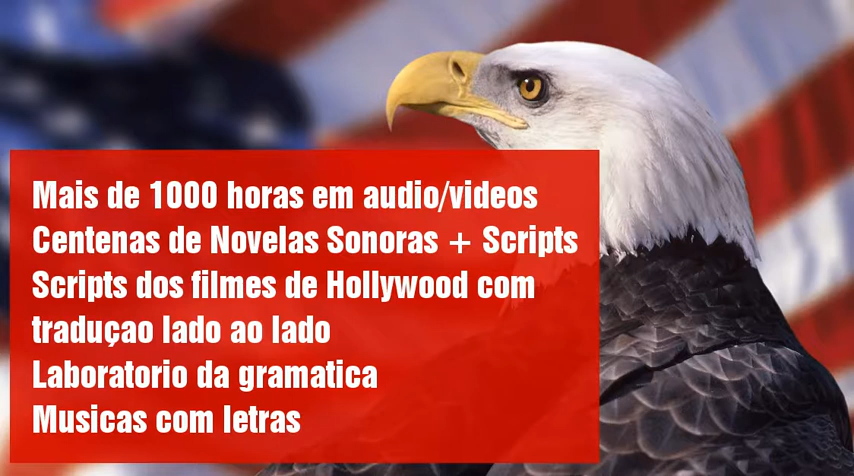 Mais de 1000 horas em audio/videos
Centenas de Novelas Sonoras + Scripts
Scripts dos filmes de Hollywood com
traduçao lado ao lado
Laboratorio da gramatica
Musicas com letras